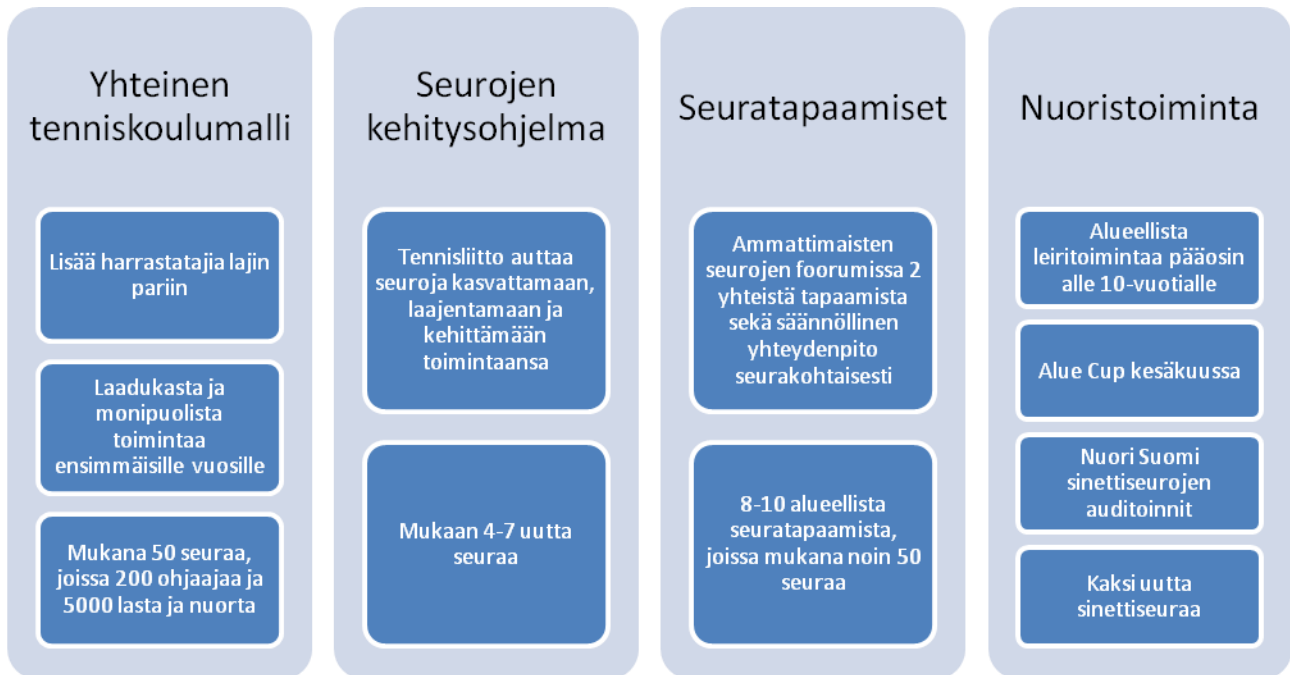 Yhteinen
tenniskoulumalli
Lisää harrastatajia lajin
pariin
Laadukasta ja
monipuolista
toimintaa
ensimmäisille vuosille
Mukana 50 seuraa,
joissa 200 ohjaajaa ja
5000 lasta ja nuorta
Seurojen
kehitysohjelma
Tennisliitto auttaa
seuroja kasvattamaan,
laajentamaan ja
kehittämään
toimintaansa
Mukaan 4-7 uutta
seuraa
Seuratapaamiset
Ammattimaisten
seurojen foorumissa 2
yhteistä tapaamista
sekä säännöllinen
yhteydenpito
seurakohtaisesti
8-10 alueellista
seuratapaamista,
joissa mukana noin 50
seuraa
Nuoristoiminta
Alueellista
leiritoimintaa pääosin
alle 10-vuotialle
Alue Cup kesäkuussa
Nuori Suomi
sinettiseurojen
auditoinnit
Kaksi uutta
sinettiseuraa